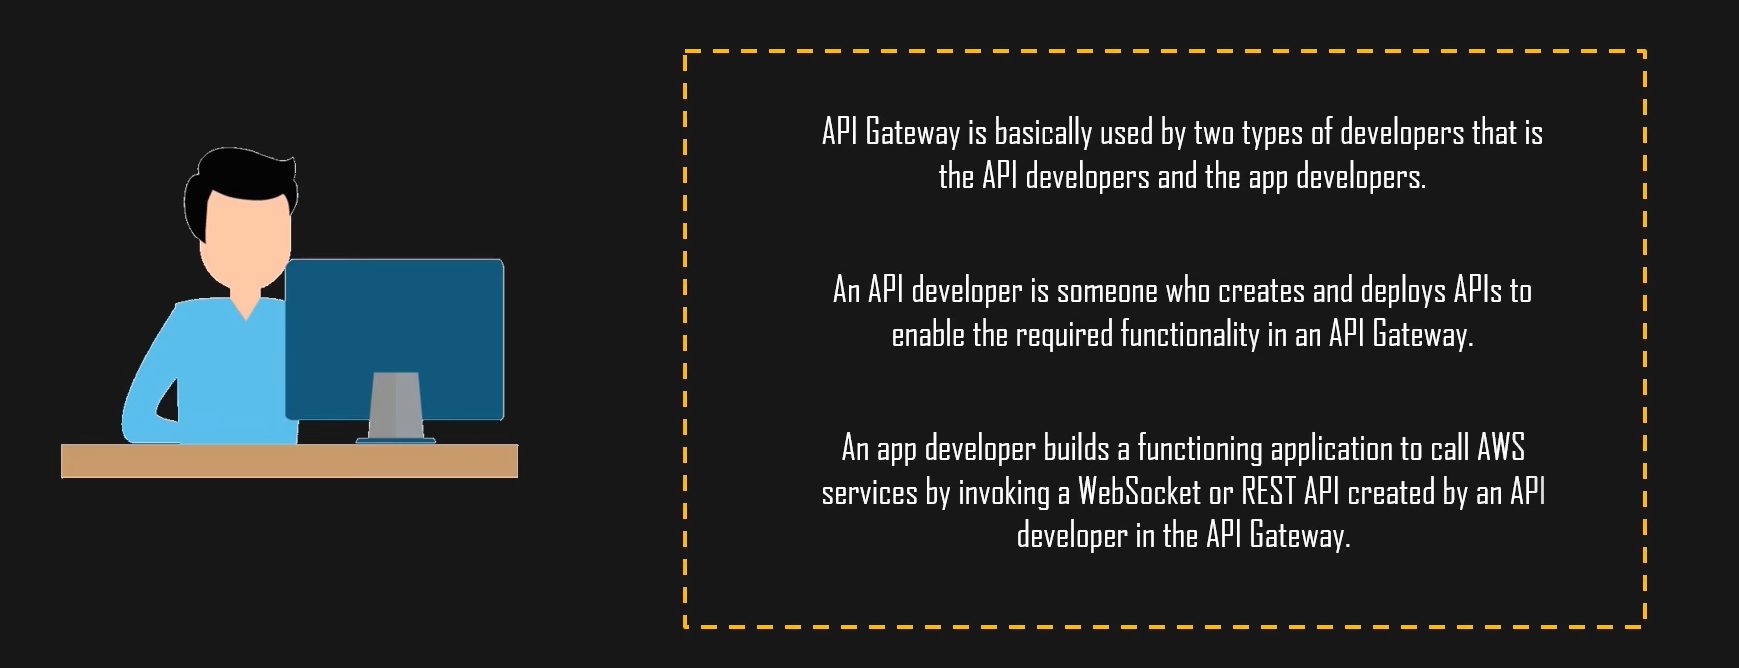 API Gateway is basically used by two types of developers that is
the API developers and the app developers.
An API developer is someone who creates and deploys APIs to
enable the required functionality in an API Gateway.
An app developer builds a functioning application to call AWS
services by invoking a WebSocket or REST API created by an API
developer in the API Gateway.